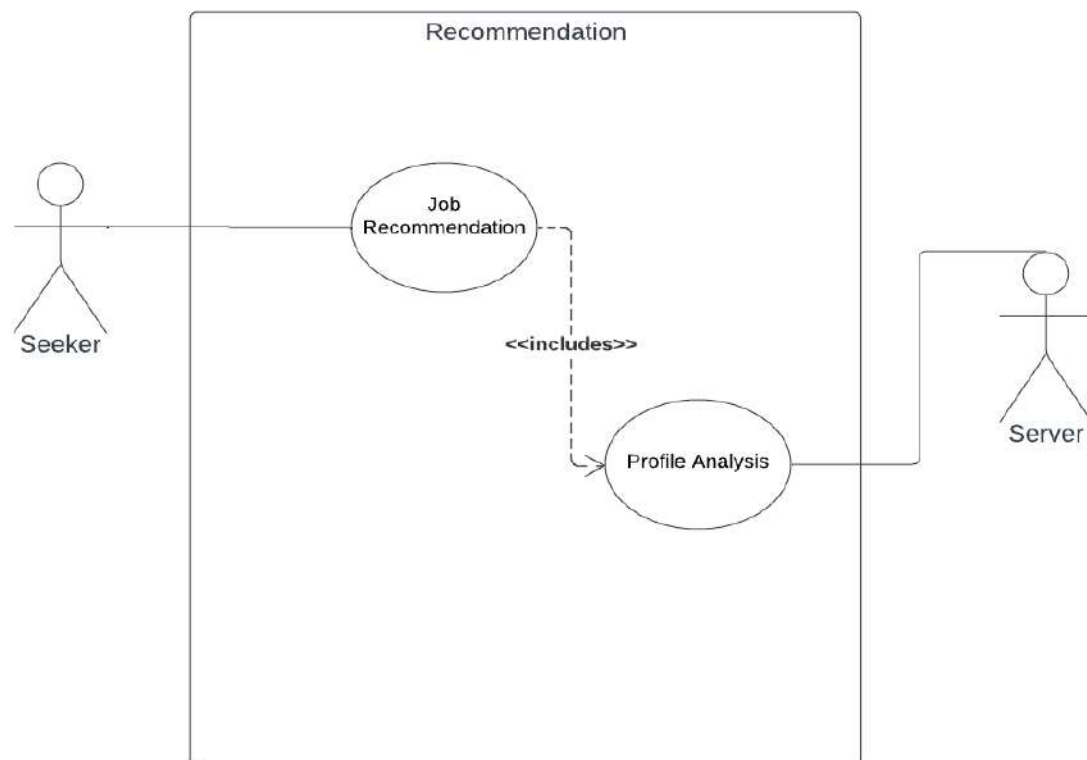 Recommendation
Job
Recommendation
Seeker
<<includes>>
Server
Profile Analysis